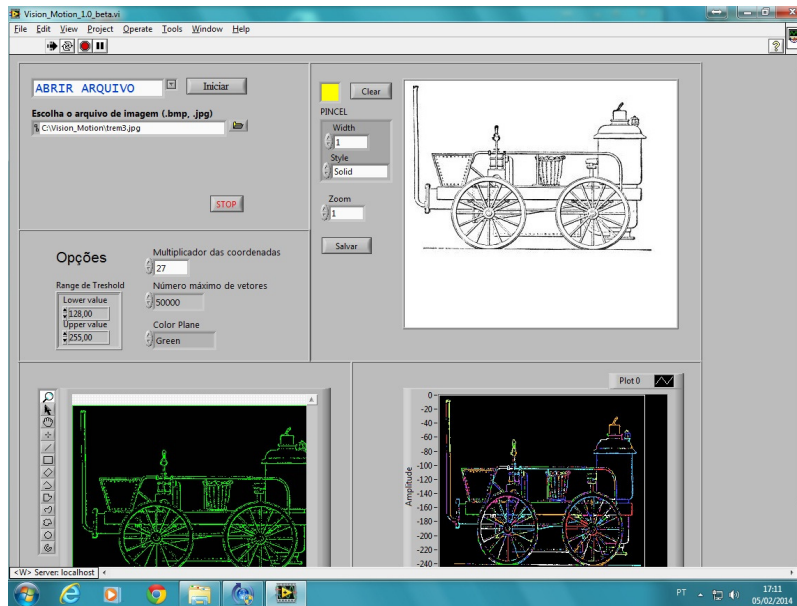 Vision_Motion_1.0_beta.vi
File Edit View Project Operate Tools Window Help
ABRIR ARQUIVO
Iniciar
Escolha o arquivo de imagem (.bmp, .jpg)
C:\Vision_Motion\trem3.jpg
STOP
Clear
PINCEL
Width
1
Style
Solid
Zoom
1
Salvar
Opções
Multiplicador das coordenadas
27
Range de Treshold
Número máximo de vetores
Lower value
50000
128,00
Upper value
Color Plane
255,00
Green
Plot 0
Amplitude
0-
-20-
-40-
-60-
-80-
-100-
-120-
-140-
-160-
-180-
-200-
-220-
-240-
<W> Server: localhost
PT
17:11
05/02/2014